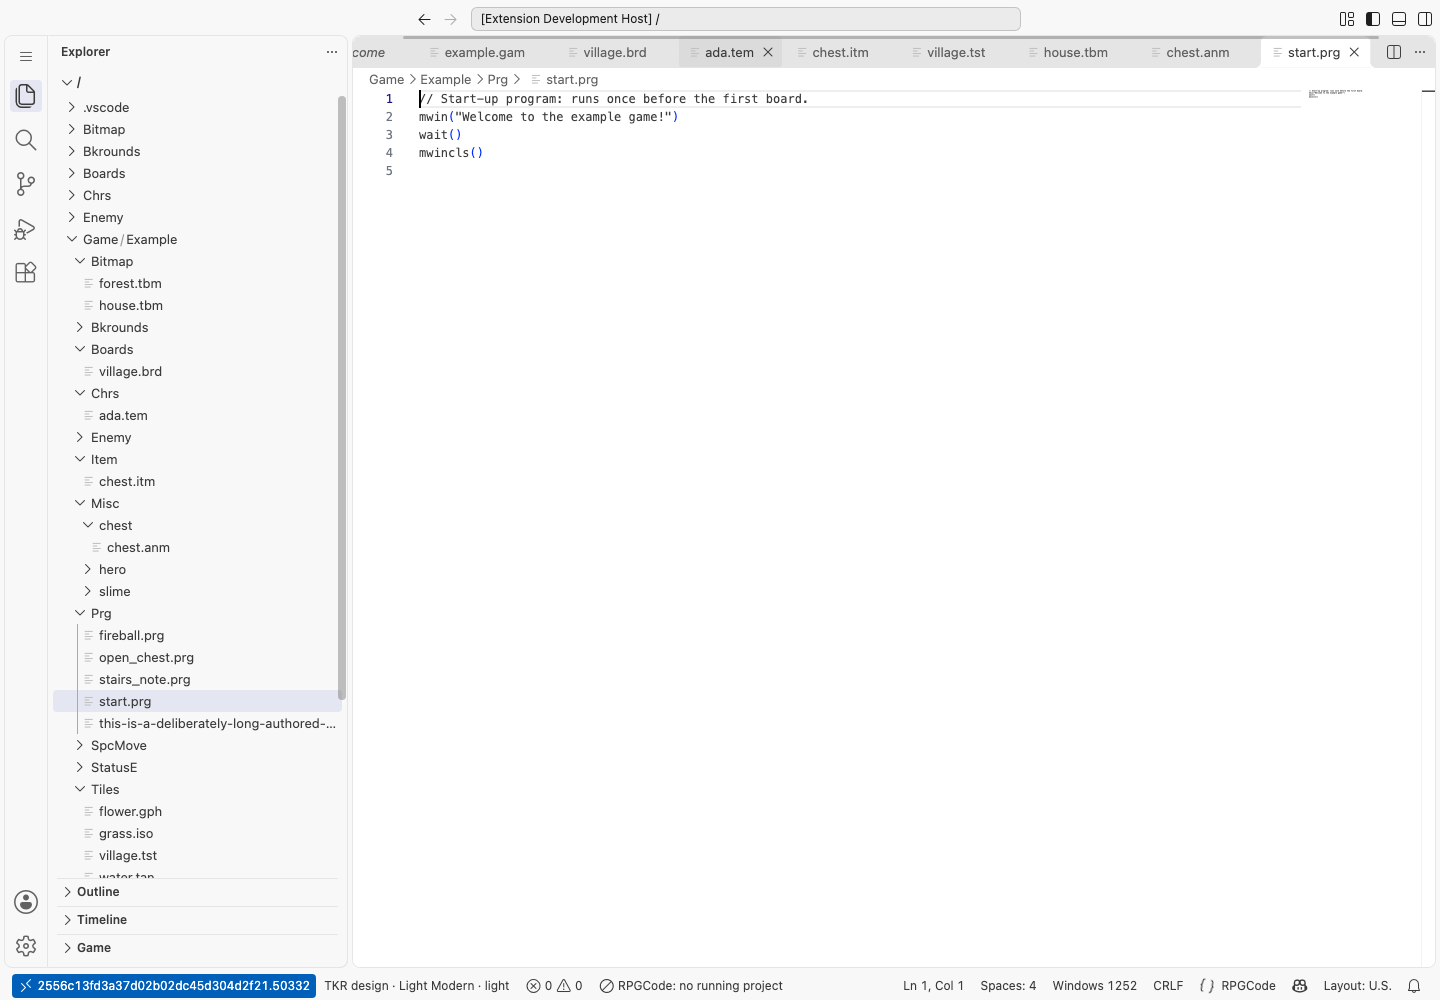 [Extension Development Host] /
Explorer
/
.vscode
Bitmap
Bkrounds
Boards
Chrs
Enemy
Game/Example
Bitmap
forest.tbm
house.tbm
Bkrounds
Boards
village.brd
Chrs
ada.tem
Enemy
Item
chest.itm
Misc
chest
chest.anm
hero
slime
Prg
fireball.prg
open_chest.prg
stairs_note.prg
start.prg
this-is-a-deliberately-long-authored-...
SpcMove
StatusE
Tiles
flower.gph
grass.iso
village.tst
water.tan
Outline
Timeline
Game
come example.gam village.brd ada.tem chest.itm village.tst house.tbm chest.anm start.prg
Game > Example > Prg > start.prg
1 // Start-up program: runs once before the first board.
2 mwin("Welcome to the example game!")
3 wait()
4 mwincls()
5
2556c13fd3a37d02b02dc45d304d2f21.50332 TKR design · Light Modern · light 0 0 RPGCode: no running project Ln 1, Col 1 Spaces: 4 Windows 1252 CRLF RPGCode Layout: U.S.